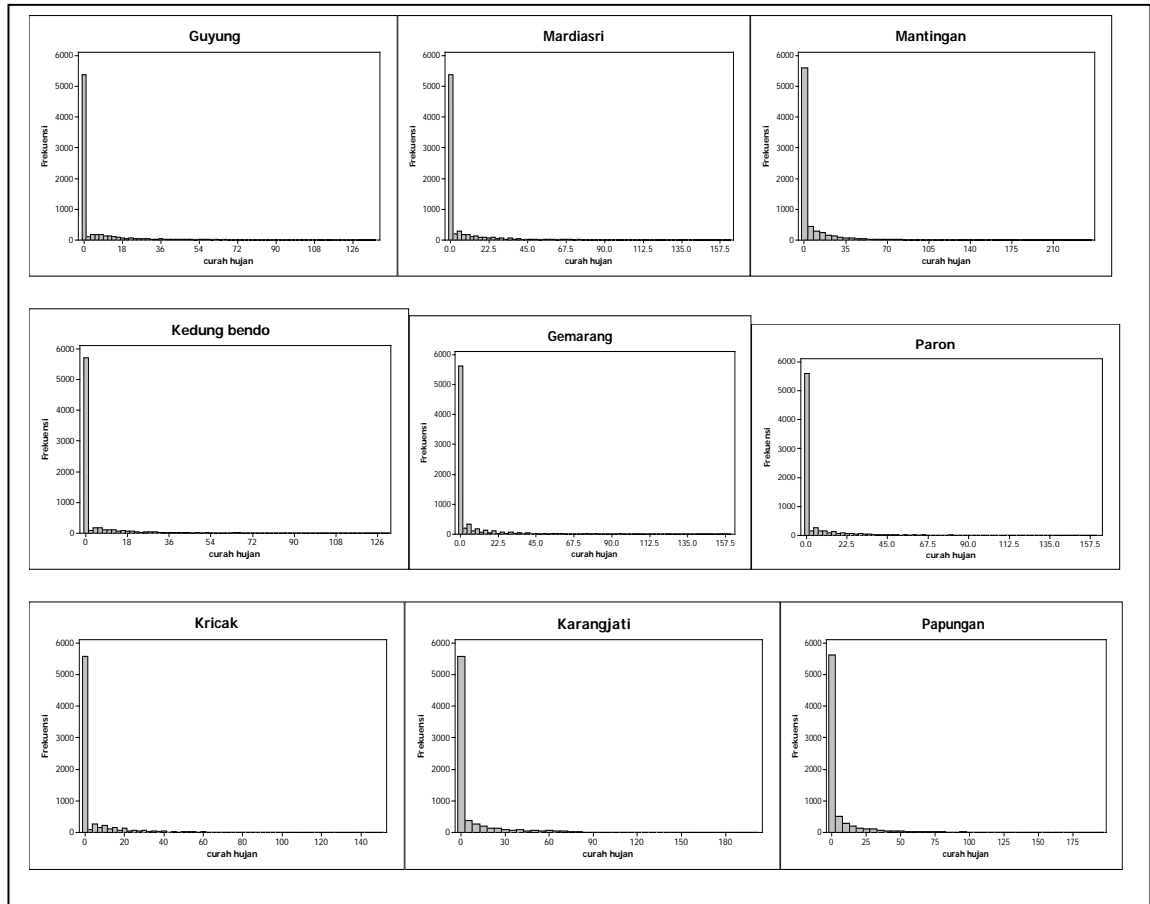 Guyung
Frekuensi
6000
5000
4000
3000
2000
1000
0
0 18 36 54 72 90 108 126
curah hujan
Mardiasri
Frekuensi
6000
5000
4000
3000
2000
1000
0
0.0 22.5 45.0 67.5 90.0 112.5 135.0 157.5
curah hujan
Mantingan
Frekuensi
6000
5000
4000
3000
2000
1000
0
0 35 70 105 140 175 210
curah hujan
Kedung bendo
Frekuensi
6000
5000
4000
3000
2000
1000
0
0 18 36 54 72 90 108 126
curah hujan
Gemarang
Frekuensi
6000
5000
4000
3000
2000
1000
0
0.0 22.5 45.0 67.5 90.0 112.5 135.0 157.5
curah hujan
Paron
Frekuensi
6000
5000
4000
3000
2000
1000
0
0.0 22.5 45.0 67.5 90.0 112.5 135.0 157.5
curah hujan
Kricak
Frekuensi
6000
5000
4000
3000
2000
1000
0
0 20 40 60 80 100 120 140
curah hujan
Karangjati
Frekuensi
6000
5000
4000
3000
2000
1000
0
0 30 60 90 120 150 180
curah hujan
Papungan
Frekuensi
6000
5000
4000
3000
2000
1000
0
0 25 50 75 100 125 150 175
curah hujan